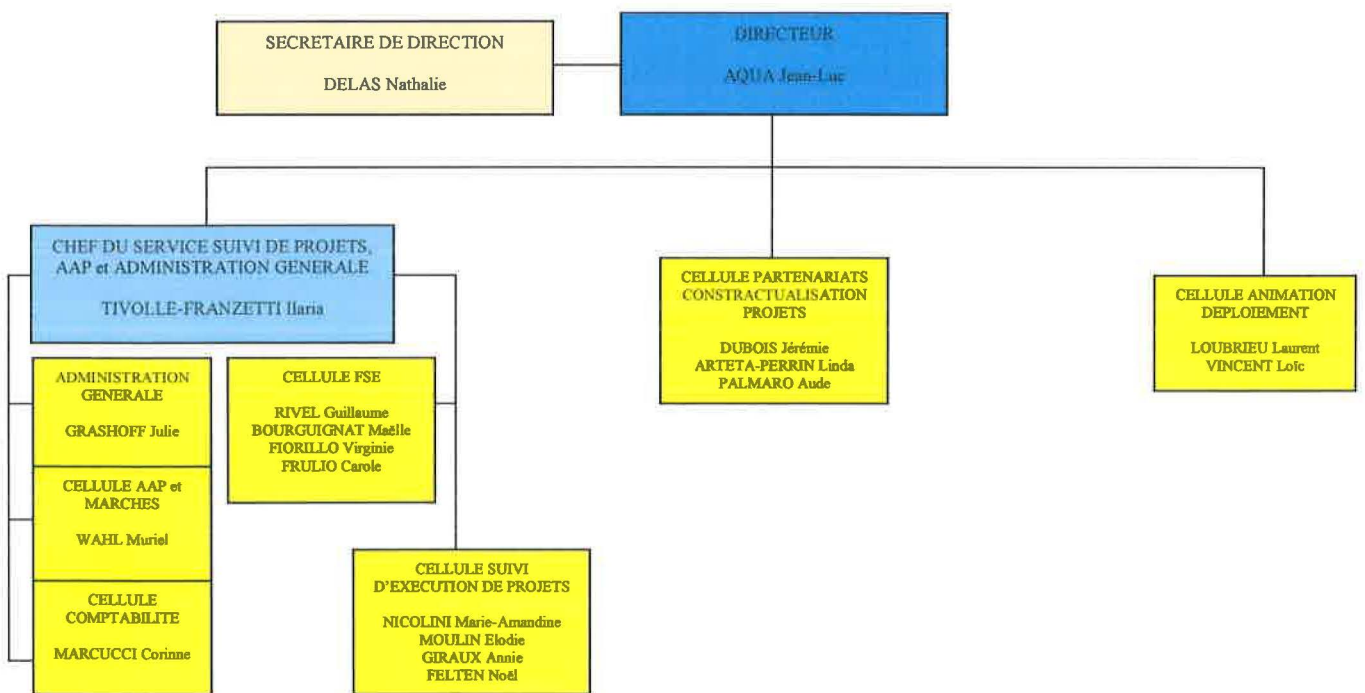 SECRETAIRE DE DIRECTION
DELAS Nathalie
DIRECTEUR
AQUA Jean-Luc
CHEF DU SERVICE SUIVI DE PROJETS,
AAP et ADMINISTRATION GENERALE
TIVOLLE-FRANZETTI Ilaria
CELLULE PARTENARIATS
CONSTRACTUALISATION
PROJETS
DUBOIS Jérémie
ARTETA-PERRIN Linda
PALMARO Aude
CELLULE ANIMATION
DEPLOIEMENT
LOUBRIEU Laurent
VINCENT Loïc
ADMINISTRATION
GENERALE
GRASHOFF Julie
CELLULE AAP et
MARCHES
WAHL Muriel
CELLULE
COMPTABILITE
MARCUCCI Corinne
CELLULE FSE
RIVEL Guillaume
BOURGUIGNAT Maëlle
FIORILLO Virginie
FRULIO Carole
CELLULE SUIVI
D'EXECUTION DE PROJETS
NICOLINI Marie-Amandine
MOULIN Elodie
GIRAUX Annie
FELTEN Noël